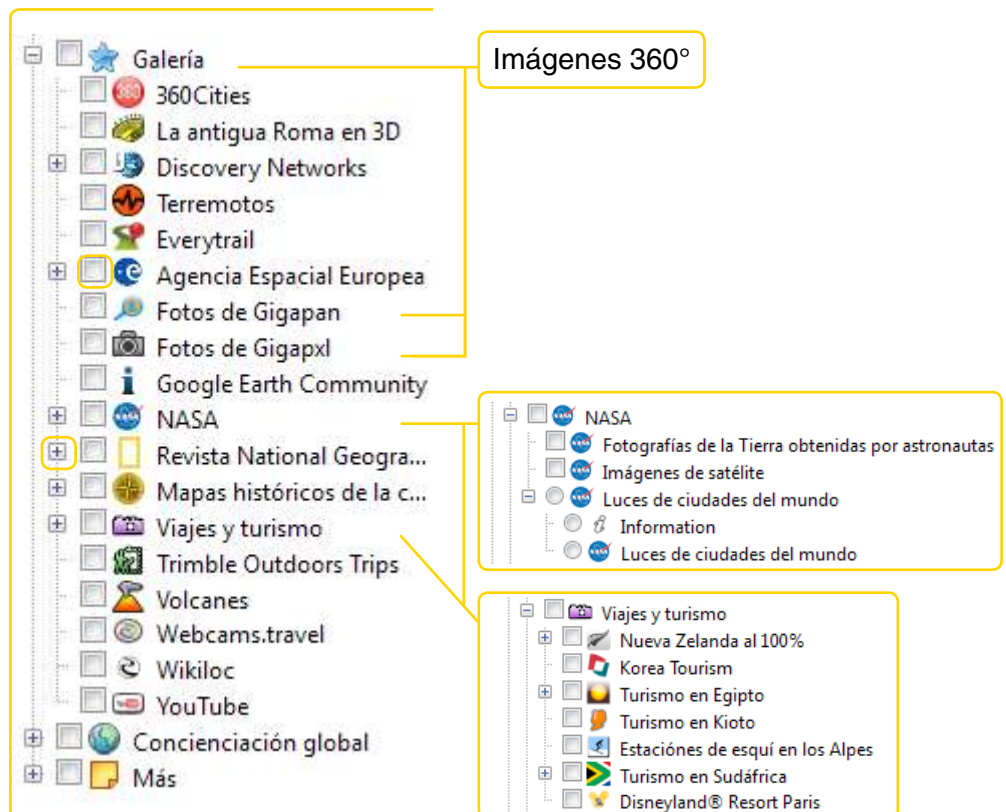 Galería
360Cities
La antigua Roma en 3D
Discovery Networks
Terremotos
Everytrail
Agencia Espacial Europea
Fotos de Gigapan
Fotos de Gigapxl
Google Earth Community
NASA
Revista National Geogra...
Mapas históricos de la c...
Viajes y turismo
Trimble Outdoors Trips
Volcanes
Webcams.travel
Wikiloc
YouTube
Concienciación global
Más
Imágenes 360°
NASA
Fotografías de la Tierra obtenidas por astronautas
Imágenes de satélite
Luces de ciudades del mundo
Information
Luces de ciudades del mundo
Viajes y turismo
Nueva Zelanda al 100%
Korea Tourism
Turismo en Egipto
Turismo en Kioto
Estaciónes de esquí en los Alpes
Turismo en Sudáfrica
Disneyland® Resort Paris